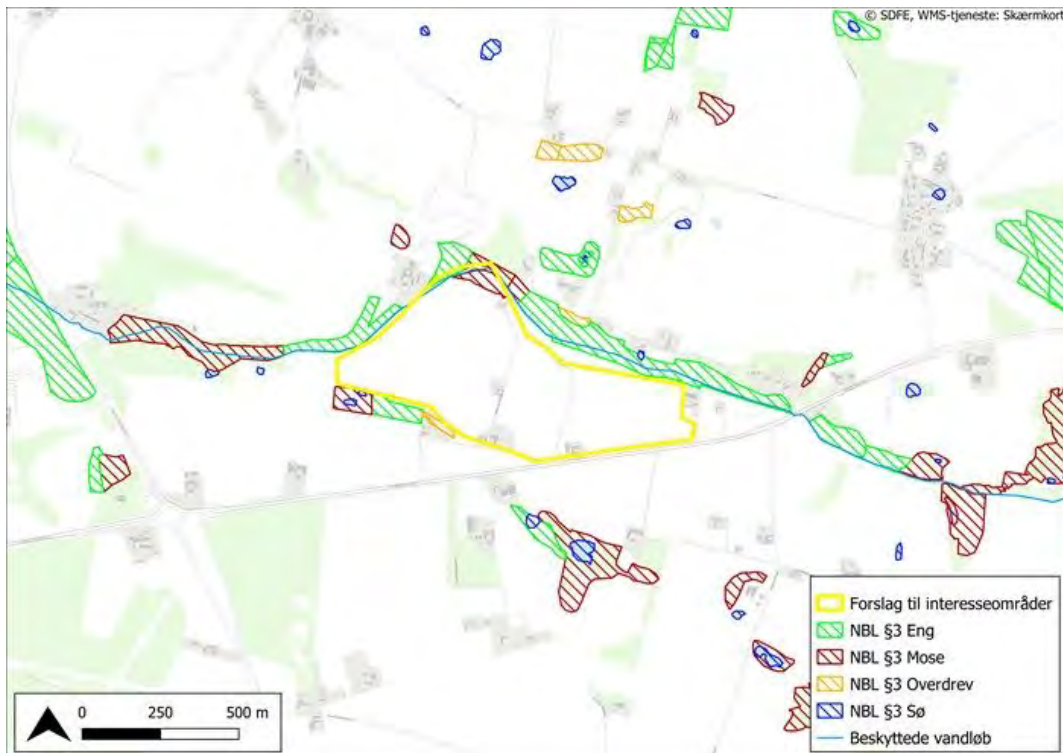 © SDFE, WMS-tjeneste: Skærmkort
Forslag til interesseområder
NBL §3 Eng
NBL §3 Mose
NBL §3 Overdrev
NBL §3 Sø
Beskyttede vandløb
0 250 500 m